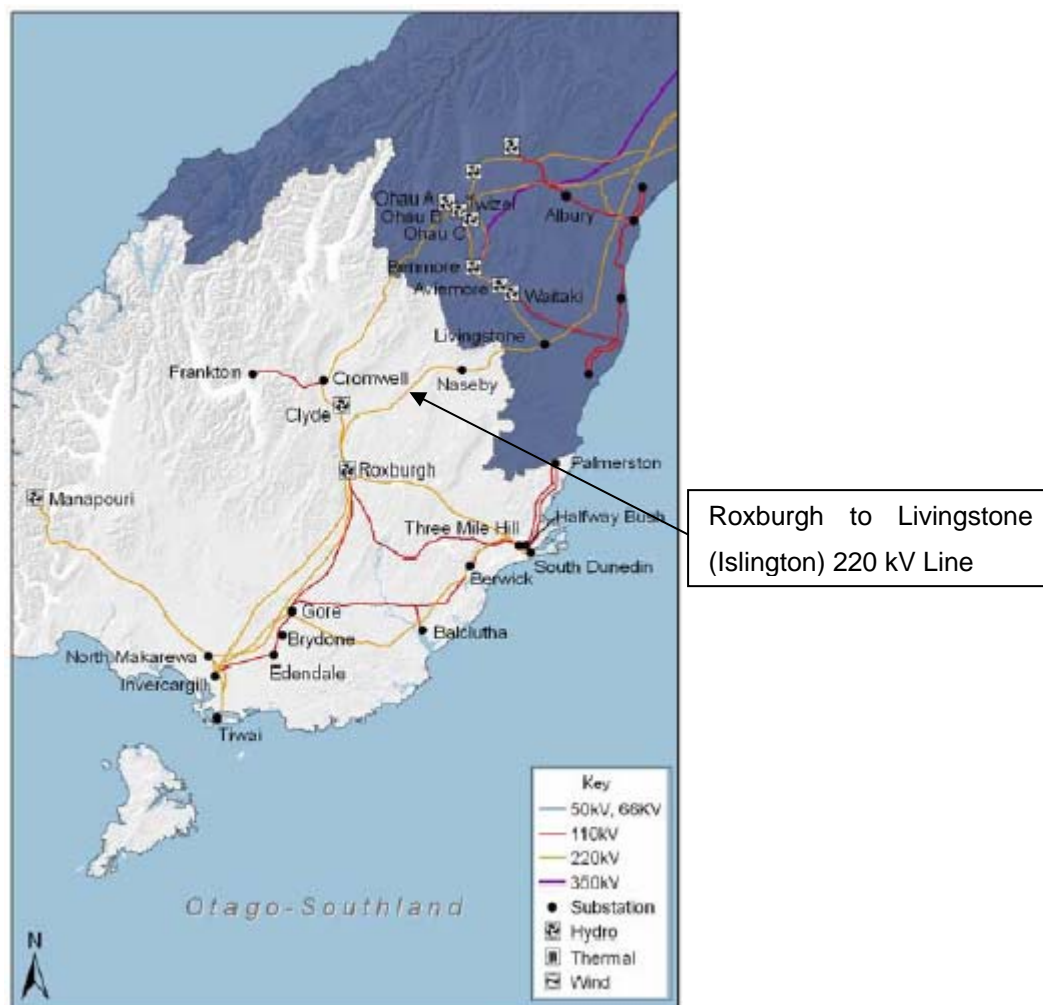 Ohau A
Twizel
Ohau B
Ohau C
Albury
Benmore
Aviemore
Waitaki
Livingstone
Frankton
Cromwell
Naseby
Clyde
Roxburgh
Palmerston
Manapouri
Halfway Bush
Three Mile Hill
South Dunedin
Berwick
Gore
Balclutha
Brydone
North Makarewa
Edendale
Invercargill
Tiwai
Roxburgh to Livingstone
(Islington) 220 kV Line
Key
50kV, 66KV
110kV
220kV
350kV
Substation
Hydro
Thermal
Wind
Otago-Southland
N